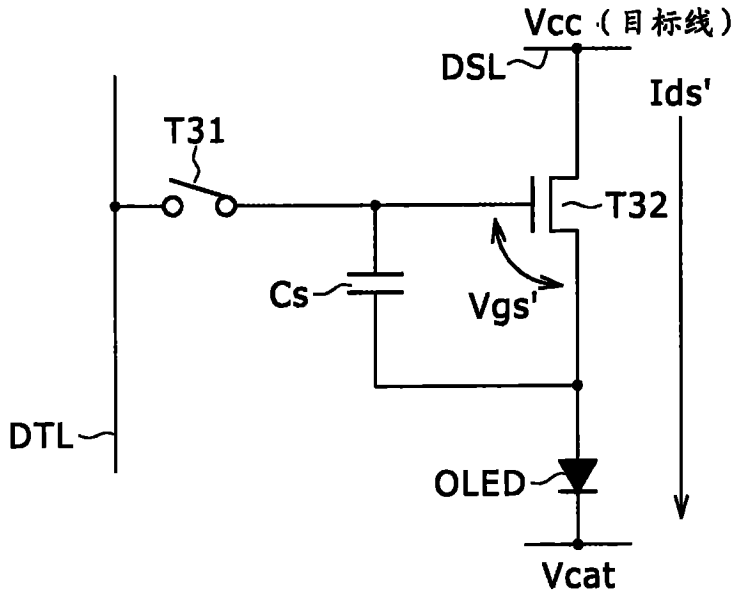 Vcc (目标线)
DSL
Ids'
T31
T32
Cs
Vgs'
DTL
OLED
Vcat